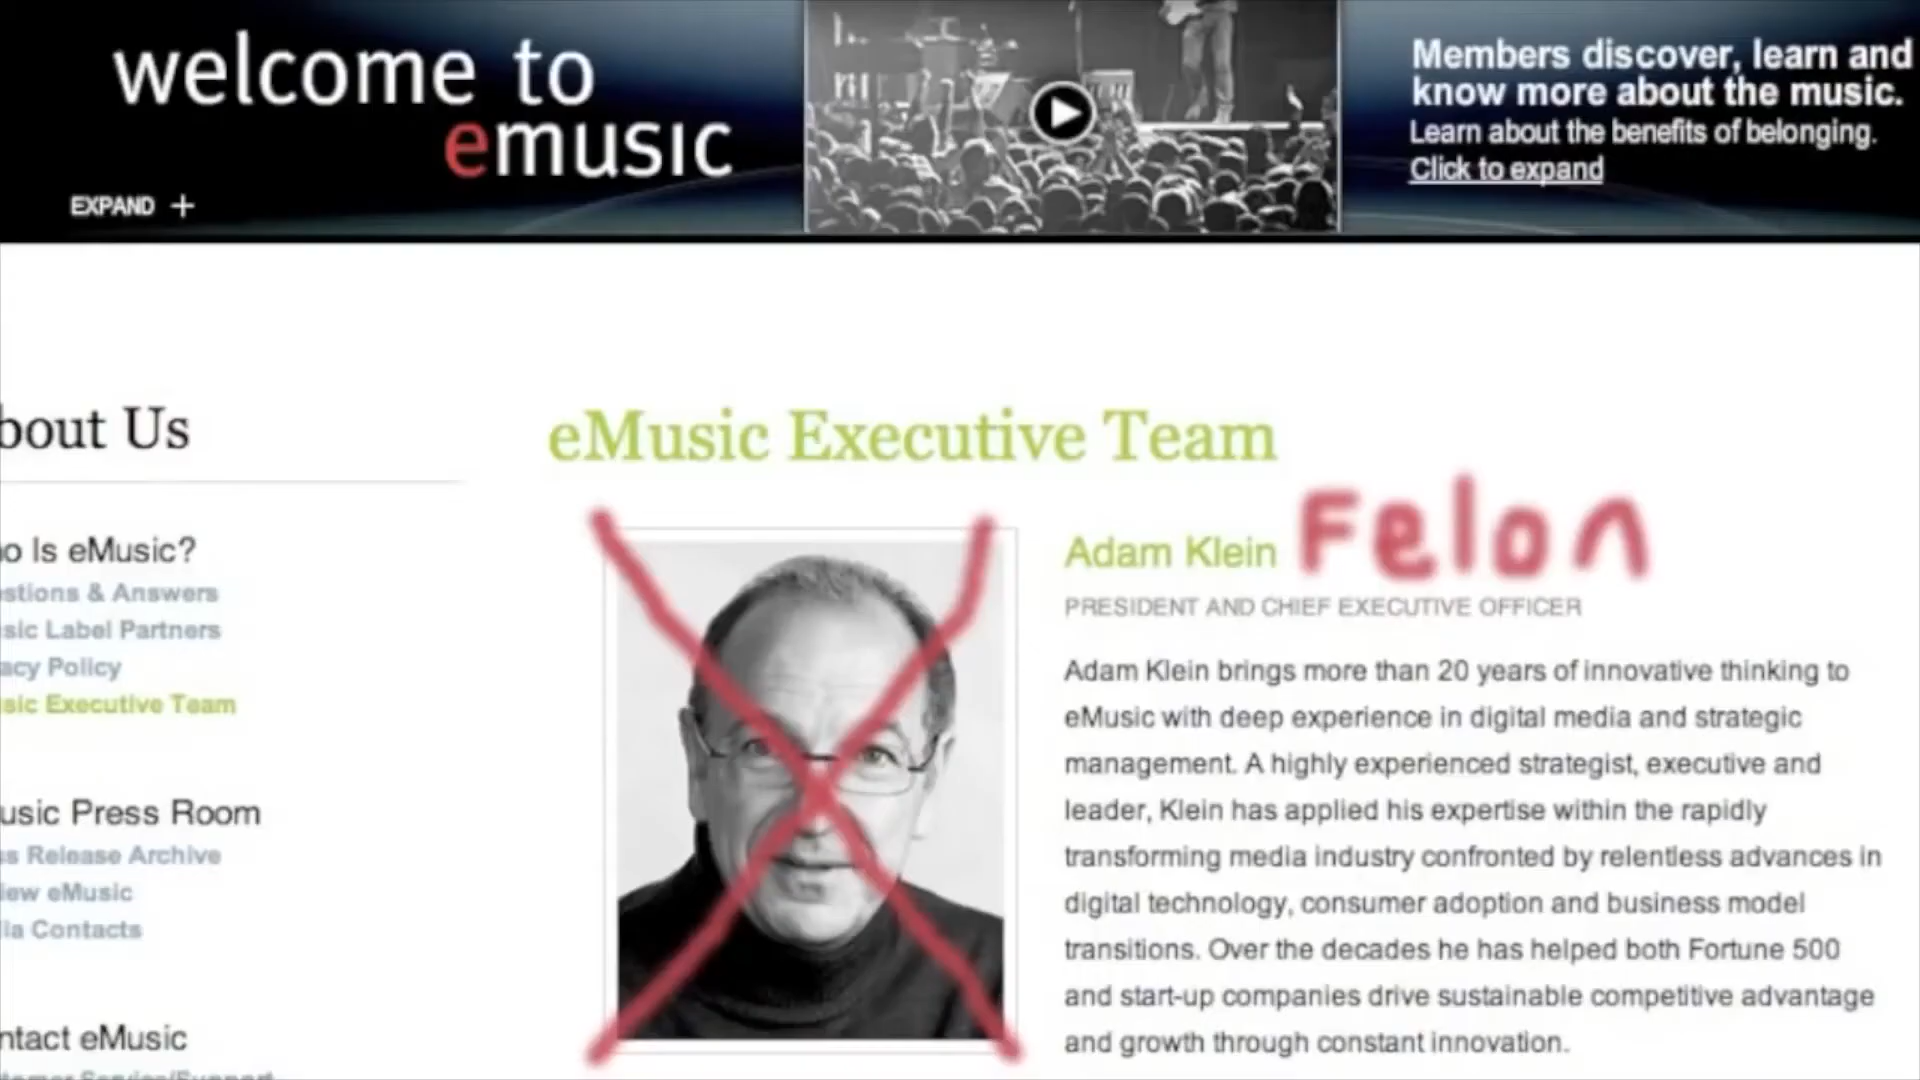 welcome to
emusic
EXPAND +
Members discover, learn and
know more about the music.
Learn about the benefits of belonging.
Click to expand
bout Us
o Is eMusic?
estions & Answers
sic Label Partners
acy Policy
sic Executive Team
usic Press Room
ss Release Archive
iew eMusic
ia Contacts
ntact eMusic
tomer Service/Support
eMusic Executive Team
Adam Klein Felon
PRESIDENT AND CHIEF EXECUTIVE OFFICER
Adam Klein brings more than 20 years of innovative thinking to
eMusic with deep experience in digital media and strategic
management. A highly experienced strategist, executive and
leader, Klein has applied his expertise within the rapidly
transforming media industry confronted by relentless advances in
digital technology, consumer adoption and business model
transitions. Over the decades he has helped both Fortune 500
and start-up companies drive sustainable competitive advantage
and growth through constant innovation.